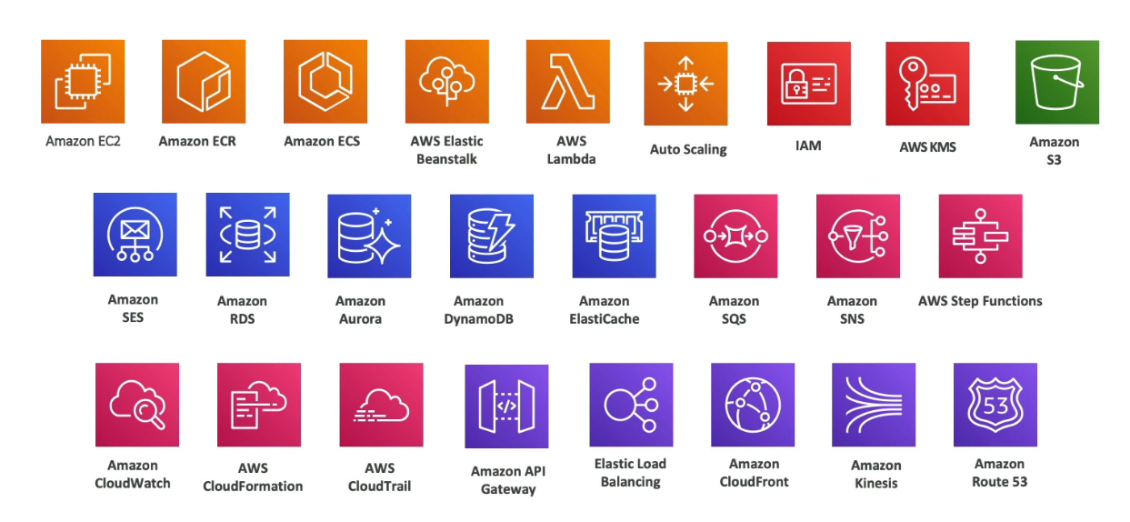 Amazon EC2
Amazon ECR
Amazon ECS
AWS Elastic
Beanstalk
AWS
Lambda
Auto Scaling
IAM
AWS KMS
Amazon
S3
Amazon
SES
Amazon
RDS
Amazon
Aurora
Amazon
DynamoDB
Amazon
ElastiCache
Amazon
SQS
Amazon
SNS
AWS Step Functions
</>
53
Amazon
CloudWatch
AWS
CloudFormation
AWS
CloudTrail
Amazon API
Gateway
Elastic Load
Balancing
Amazon
CloudFront
Amazon
Kinesis
Amazon
Route 53